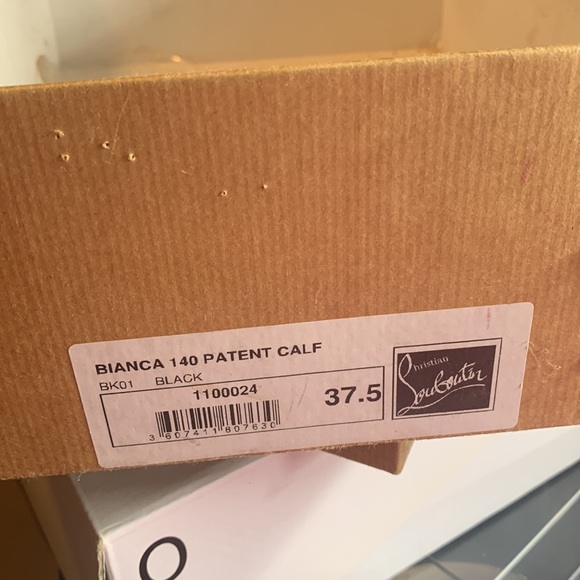 BIANCA 140 PATENT CALF
BK01 BLACK
1100024
37.5
3 607411 807630
Christian
Louboutin
O